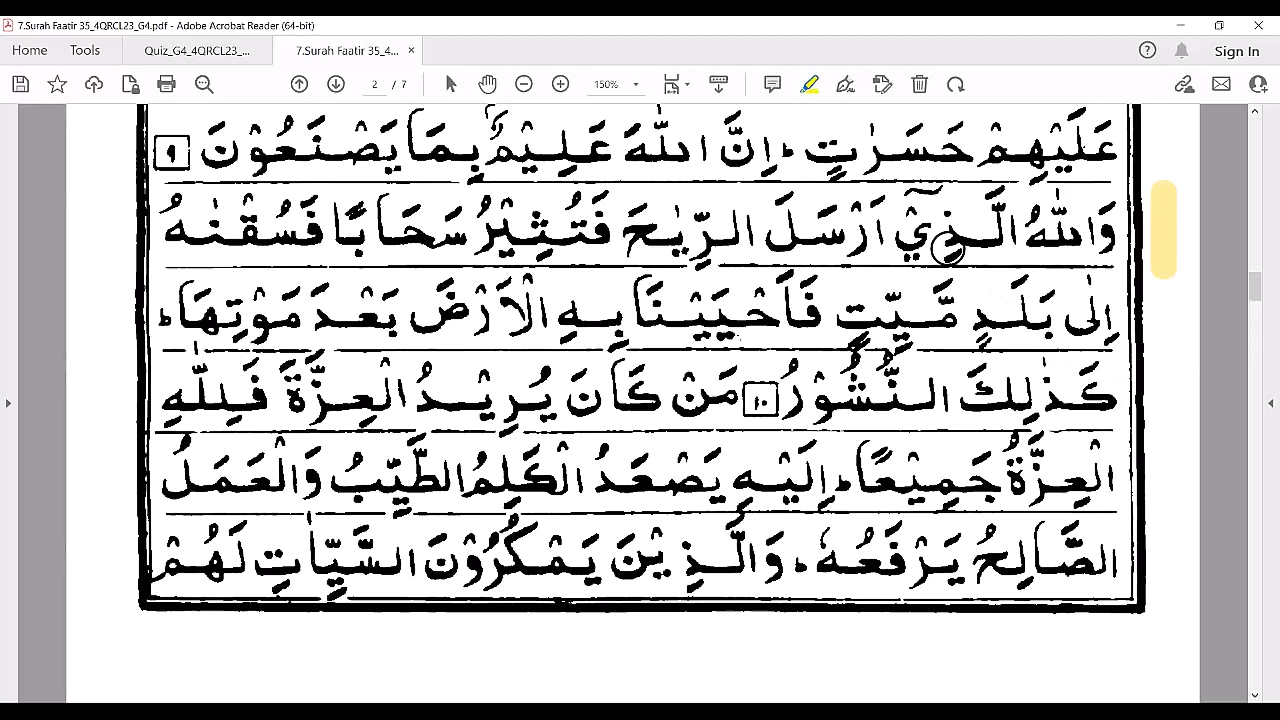 7.Surah Faatir 35_4QRCL23_G4.pdf - Adobe Acrobat Reader (64-bit)
Home Tools Quiz_G4_4QRCL23_... 7.Surah Faatir 35_4... × Sign In
2 / 7 150%
عَلَيْهِمْ حَسَرٰتٍ ؕ اِنَّ اللّٰهَ عَلِيْمٌۢ بِمَا يَصْنَعُوْنَ ٩
وَاللّٰهُ الَّذِيْۤ اَرْسَلَ الرِّيٰحَ فَتُثِيْرُ سَحَابًا فَسُقْنٰهُ
اِلٰى بَلَدٍ مَّيِّتٍ فَاَحْيَيْنَا بِهِ الْاَرْضَ بَعْدَ مَوْتِهَا ؕ
كَذٰلِكَ النُّشُوْرُ ١٠ مَنْ كَانَ يُرِيْدُ الْعِزَّةَ فَلِلّٰهِ
الْعِزَّةُ جَمِيْعًا ؕ اِلَيْهِ يَصْعَدُ الْكَلِمُ الطَّيِّبُ وَالْعَمَلُ
الصَّالِحُ يَرْفَعُهٗ ؕ وَالَّذِيْنَ يَمْكُرُوْنَ السَّيِّاٰتِ لَهُمْ